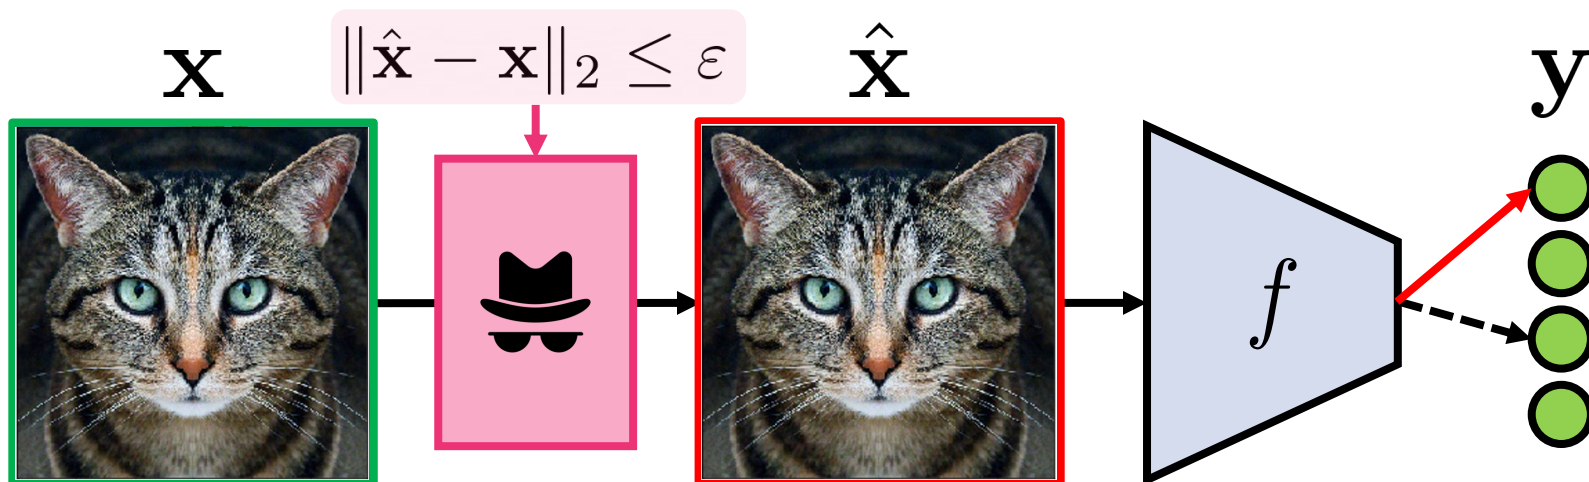 x
‖x̂ − x‖₂ ≤ ε
x̂
y
f